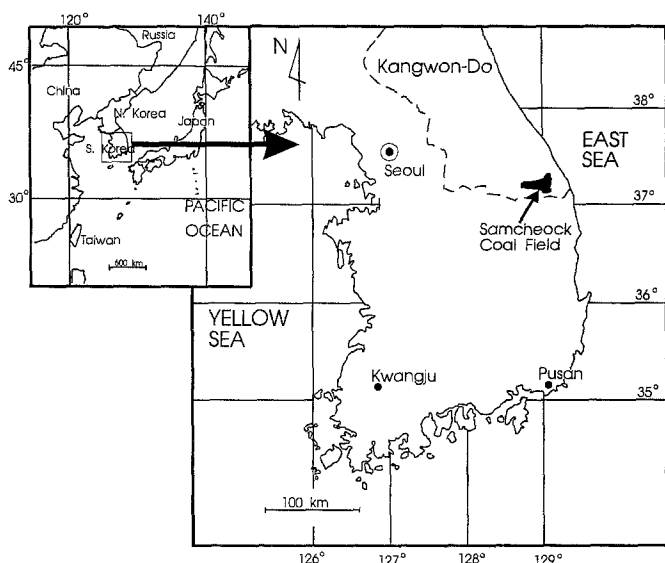 120°
140°
Russia
45°
China
N. Korea
Japan
S. Korea
30°
PACIFIC
OCEAN
Taiwan
600 km
N
Kangwon-Do
38°
EAST
SEA
Seoul
37°
Samcheock
Coal Field
36°
YELLOW
SEA
Kwangju
Pusan
35°
100 km
126°
127°
128°
129°